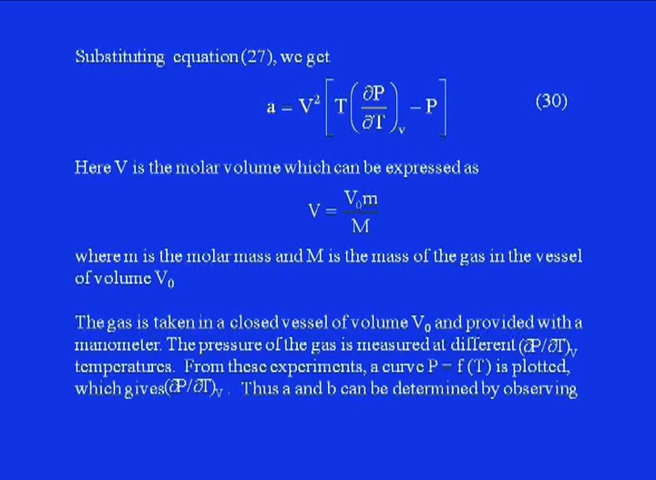 Substituting equation (27), we get
a = V² [ T (∂P/∂T)ᵥ − P ] (30)
Here V is the molar volume which can be expressed as
V = V₀m / M
where m is the molar mass and M is the mass of the gas in the vessel
of volume V₀
The gas is taken in a closed vessel of volume V₀ and provided with a
manometer. The pressure of the gas is measured at different (∂P/∂T)ᵥ
temperatures. From these experiments, a curve P = f (T) is plotted,
which gives (∂P/∂T)ᵥ . Thus a and b can be determined by observing